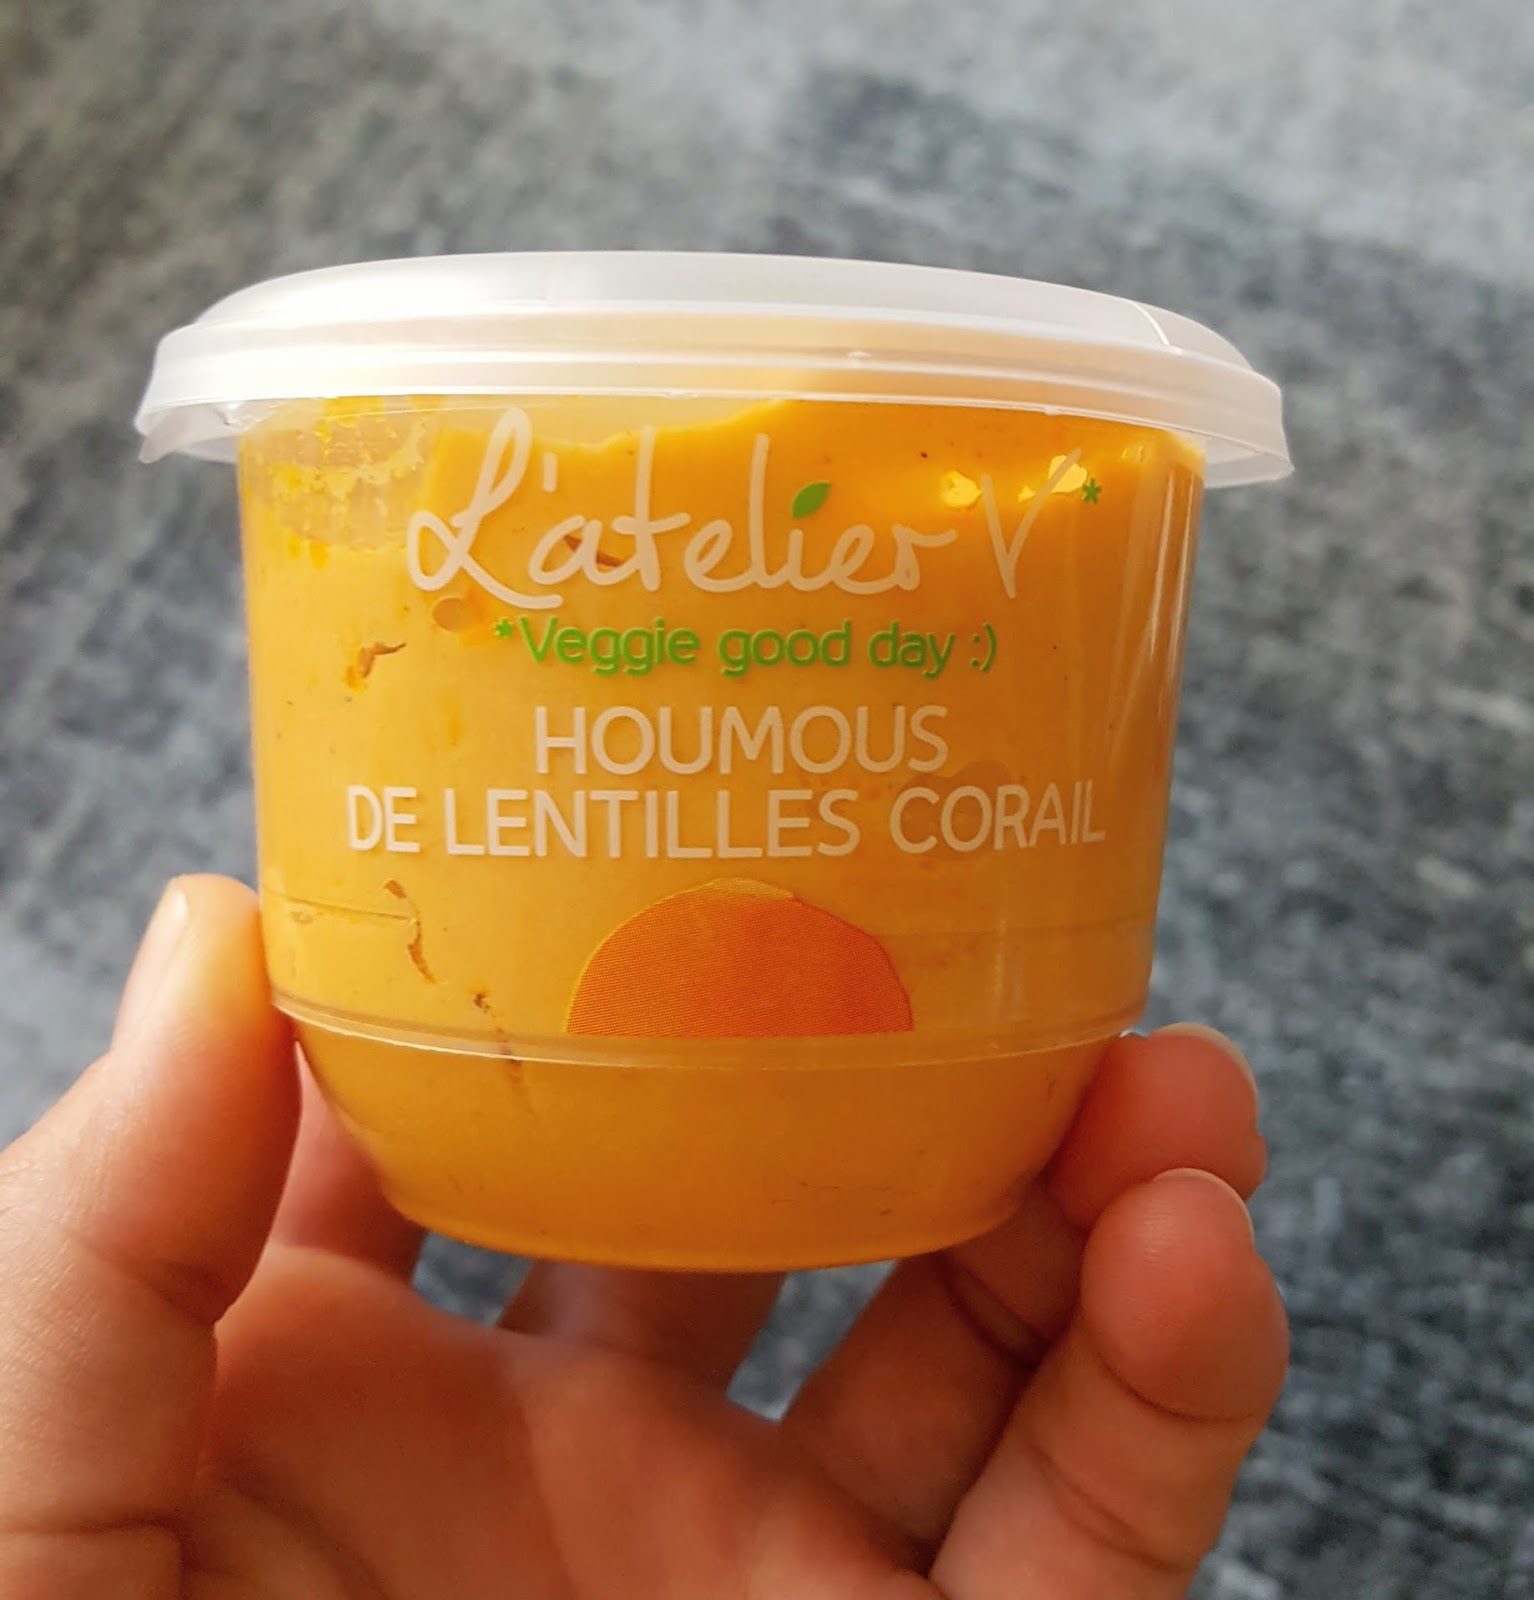 L'atelier V*
*Veggie good day :)
HOUMOUS
DE LENTILLES CORAIL